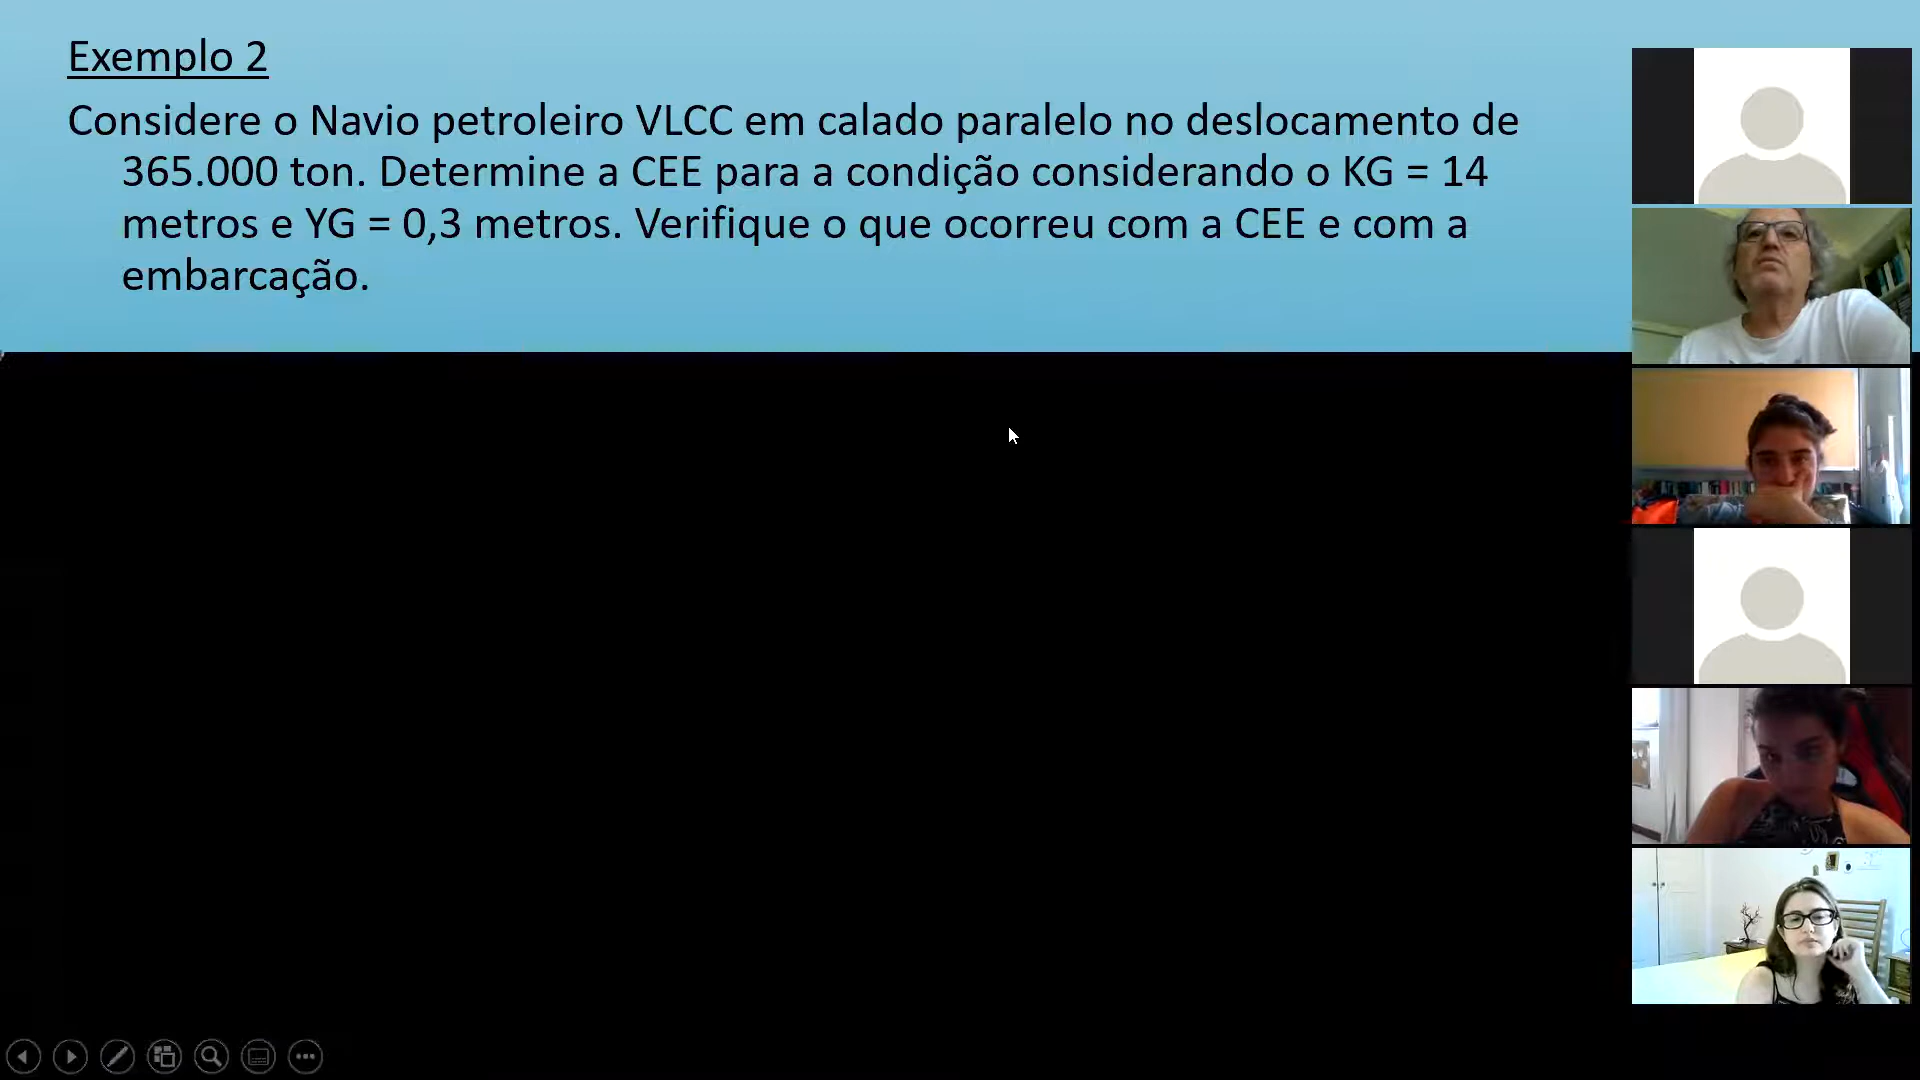 Exemplo 2
Considere o Navio petroleiro VLCC em calado paralelo no deslocamento de
365.000 ton. Determine a CEE para a condição considerando o KG = 14
metros e YG = 0,3 metros. Verifique o que ocorreu com a CEE e com a
embarcação.